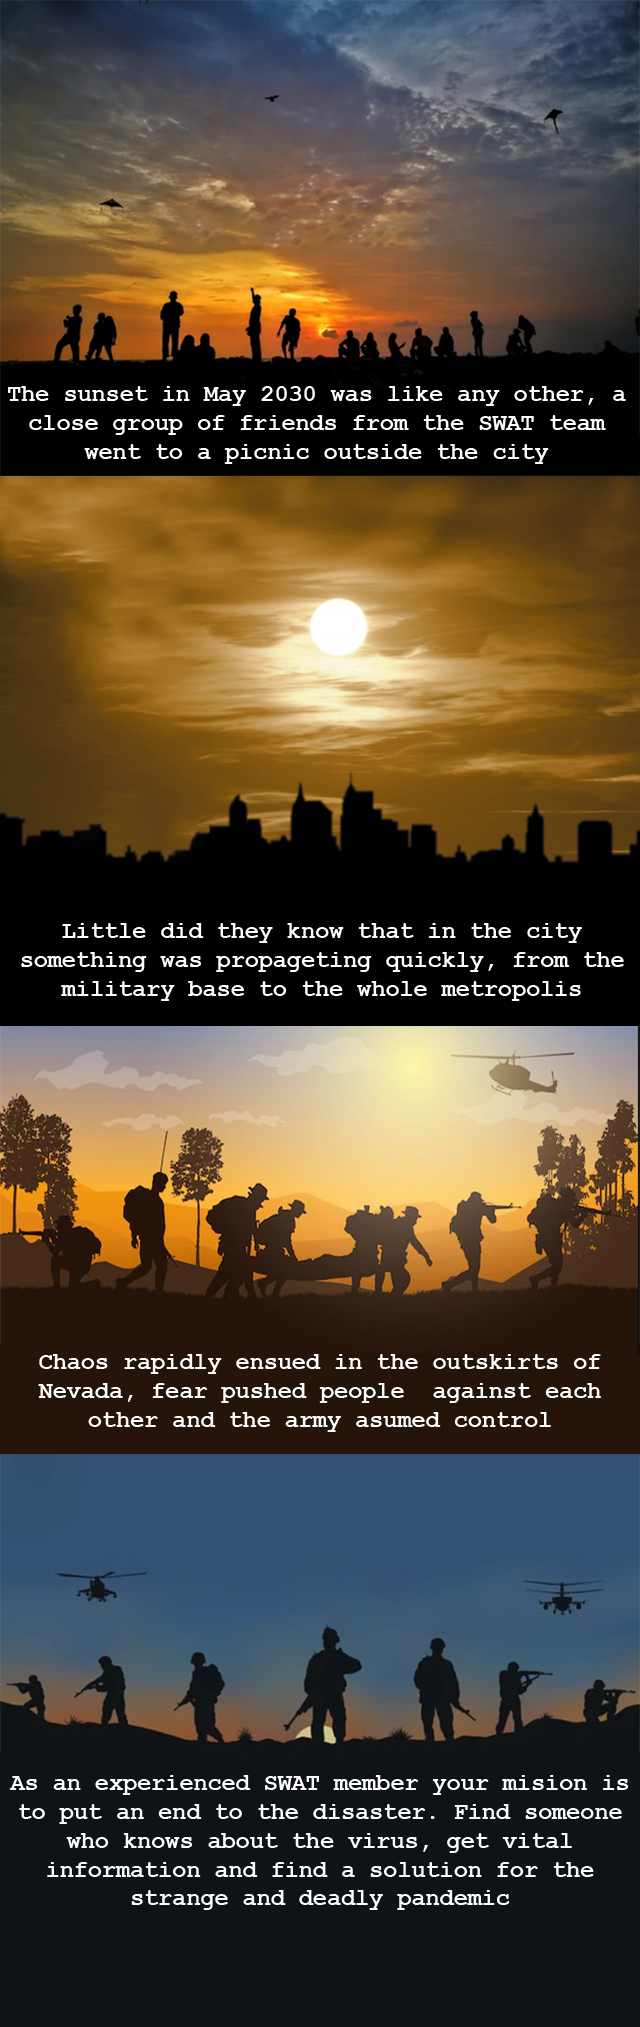 The sunset in May 2030 was like any other, a
close group of friends from the SWAT team
went to a picnic outside the city
Little did they know that in the city
something was propageting quickly, from the
military base to the whole metropolis
Chaos rapidly ensued in the outskirts of
Nevada, fear pushed people  against each
other and the army asumed control
As an experienced SWAT member your mision is
to put an end to the disaster. Find someone
who knows about the virus, get vital
information and find a solution for the
strange and deadly pandemic